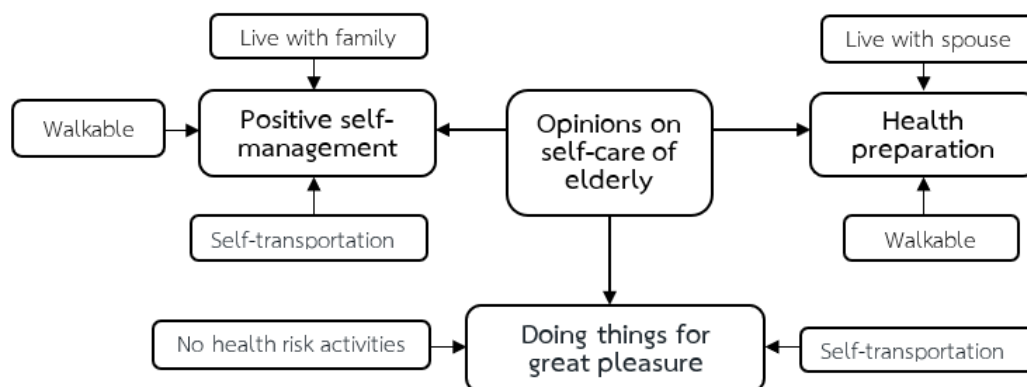 Live with family
Live with spouse
Walkable
Positive self-
management
Opinions on
self-care of
elderly
Health
preparation
Self-transportation
Walkable
No health risk activities
Doing things for
great pleasure
Self-transportation